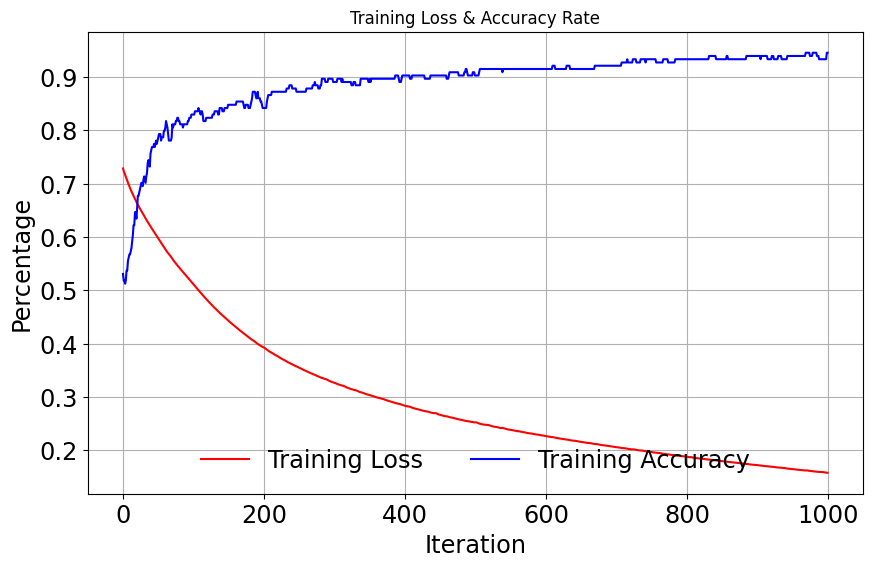 Training Loss & Accuracy Rate
Percentage
0.9
0.8
0.7
0.6
0.5
0.4
0.3
0.2
Training Loss Training Accuracy
0 200 400 600 800 1000
Iteration